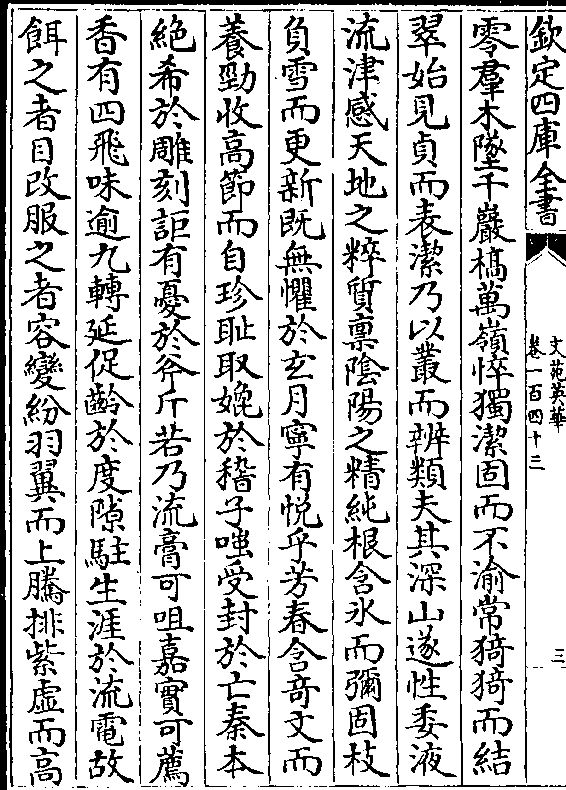 欽定四庫全書
文苑英華
卷一百四十三
三
零羣木墜千巖槁萬嶺悴獨潔固而不渝常猗猗而結
翠始見貞而表潔乃以叢而辨類夫其深山遂性委液
流津感天地之粹質禀陰陽之精純根含氷而彌固枝
負雪而更新既無懼於玄月寧有悦乎芳春含竒文而
養勁收高節而自珍耻取媲於稽子嗤受封於亡秦本
絶希於雕刻詎有憂於斧斤若乃流膏可咀嘉實可薦
香有四飛味逾九轉延促齡於度隙駐生涯於流電故
餌之者目改服之者容變紛羽翼而上騰排紫虚而高